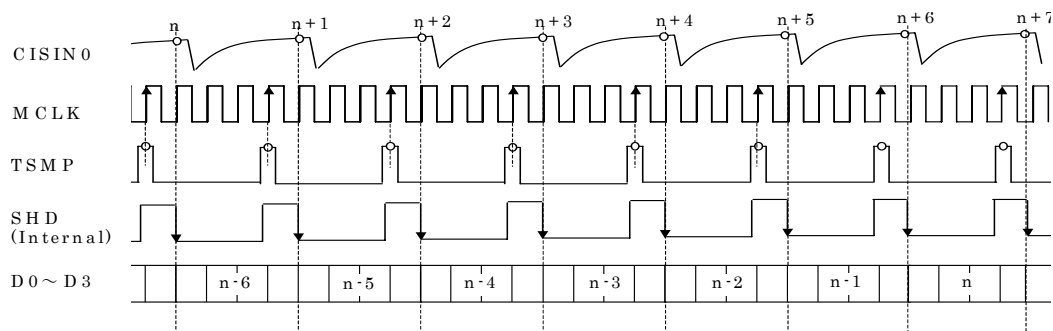 n n+1 n+2 n+3 n+4 n+5 n+6 n+7
CISIN0
MCLK
TSMP
SHD
(Internal)
D0～D3 n-6 n-5 n-4 n-3 n-2 n-1 n